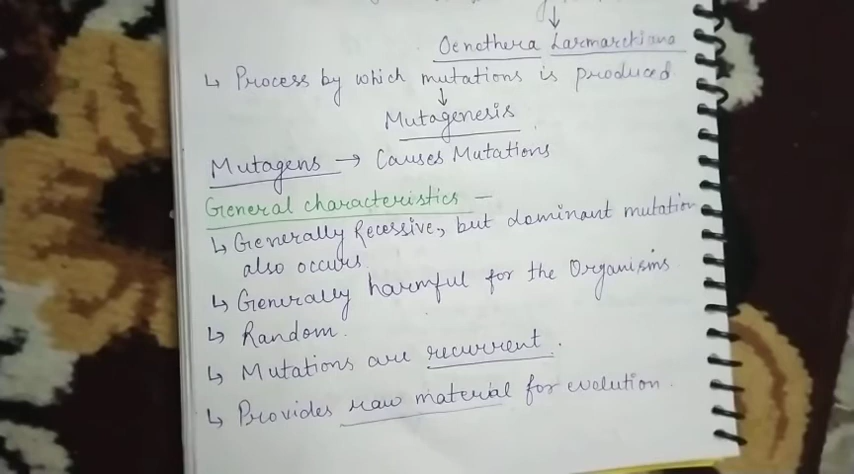 Oenothera Larmarckiana
↳ Process by which mutations is produced
↓
Mutagenesis
Mutagens → Causes Mutations
General characteristics –
↳ Generally Recessive, but dominant mutation
also occurs.
↳ Generally harmful for the Organisms
↳ Random.
↳ Mutations are recurrent.
↳ Provides raw material for evolution.